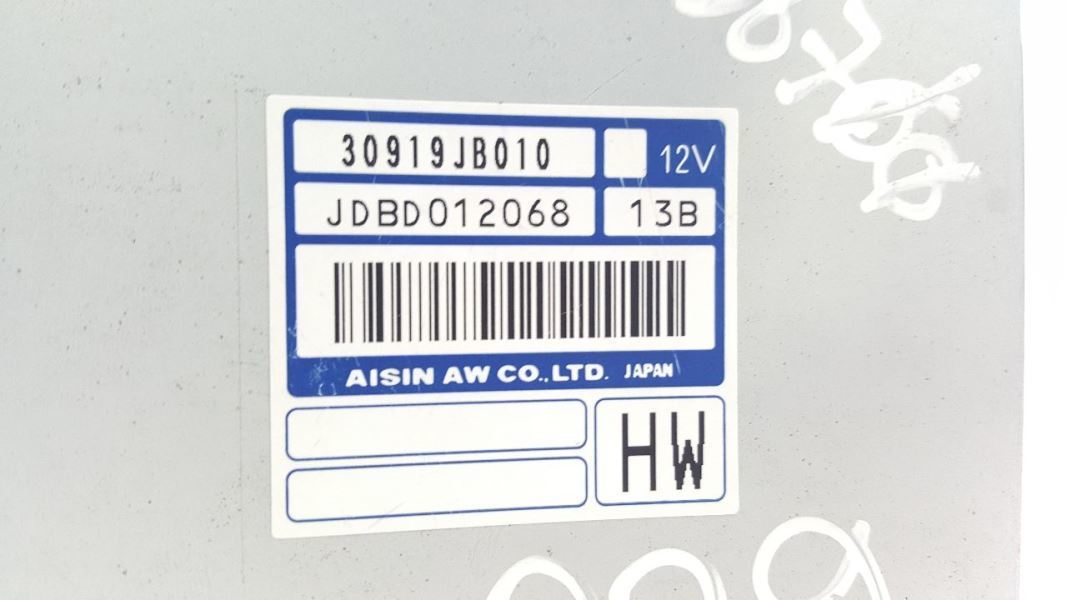 30919JB010
12V
JDBD012068
13B
AISIN AW CO.,LTD. JAPAN
HW